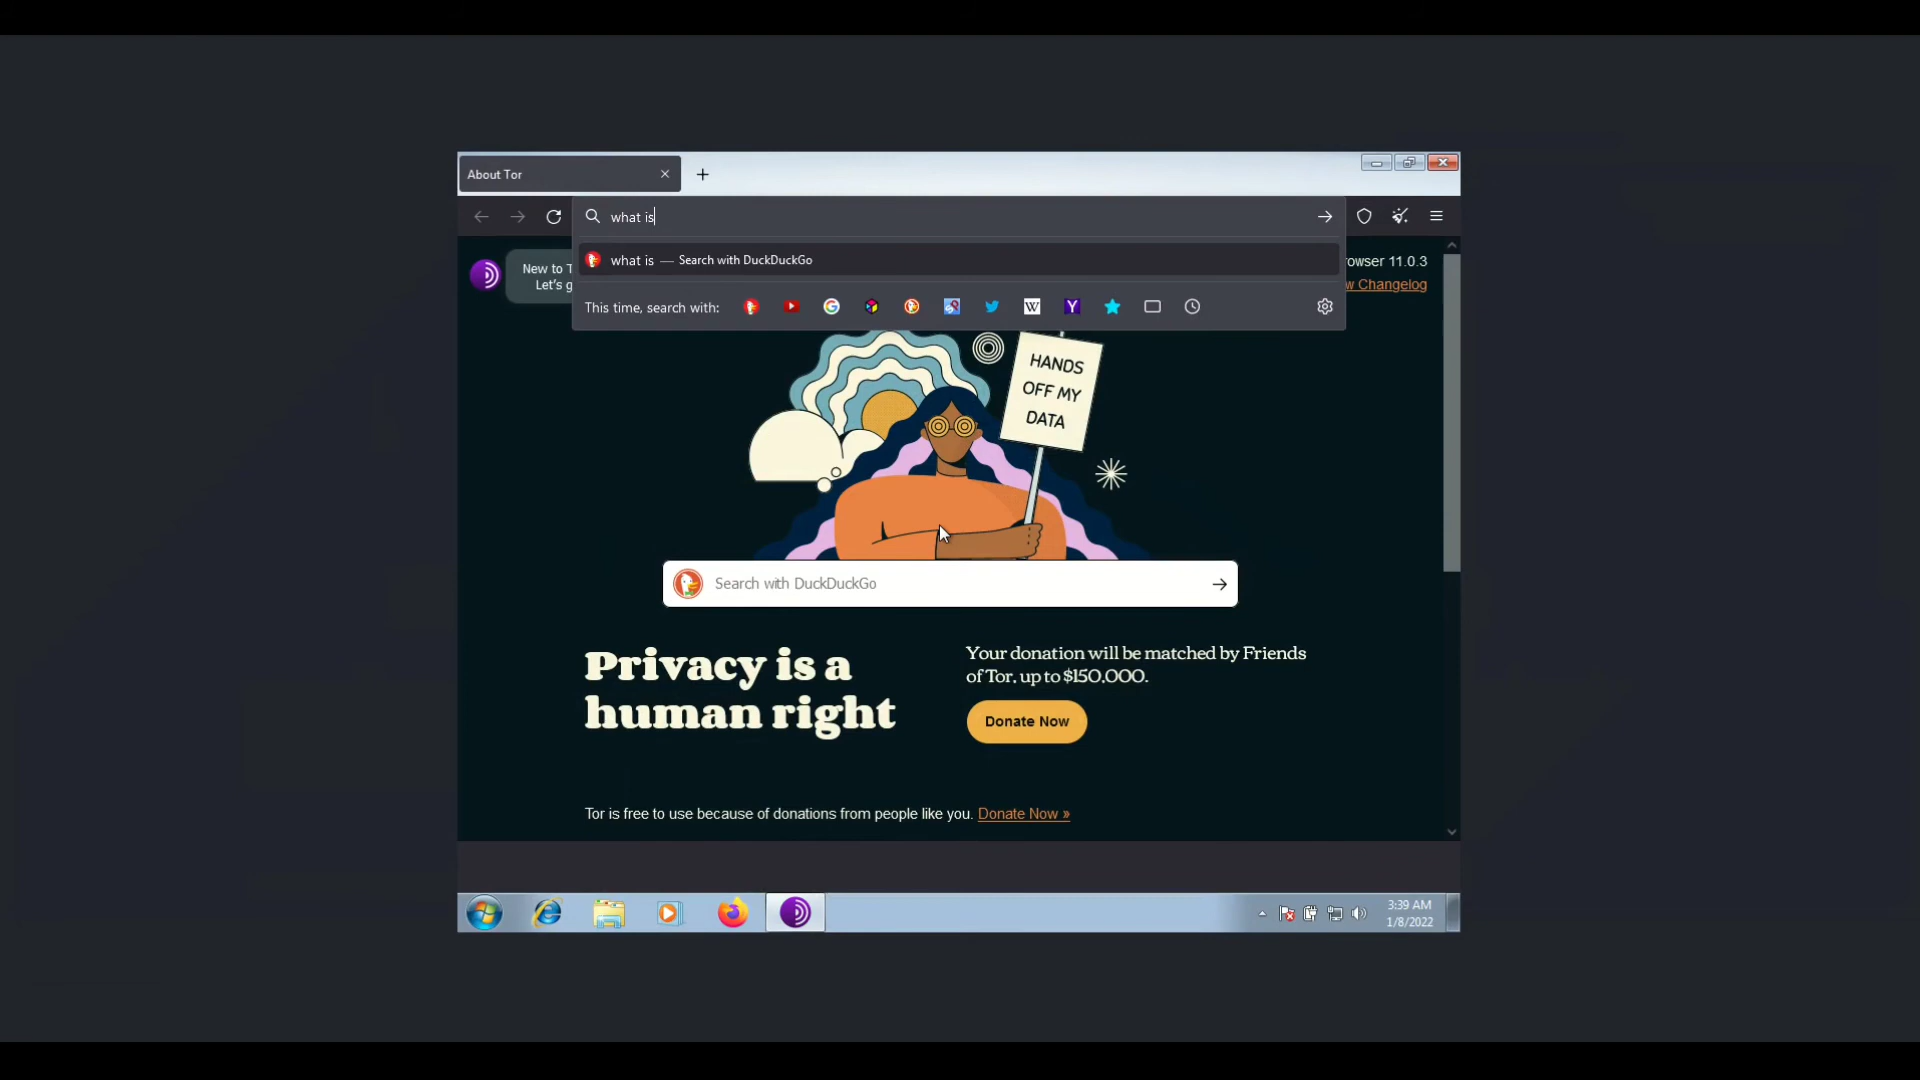 About Tor
what is
what is — Search with DuckDuckGo
This time, search with:
New to T
Let's g
rowser 11.0.3
w Changelog
HANDS
OFF MY
DATA
Search with DuckDuckGo
Privacy is a
human right
Your donation will be matched by Friends
of Tor, up to $150,000.
Donate Now
Tor is free to use because of donations from people like you. Donate Now »
3:39 AM
1/8/2022